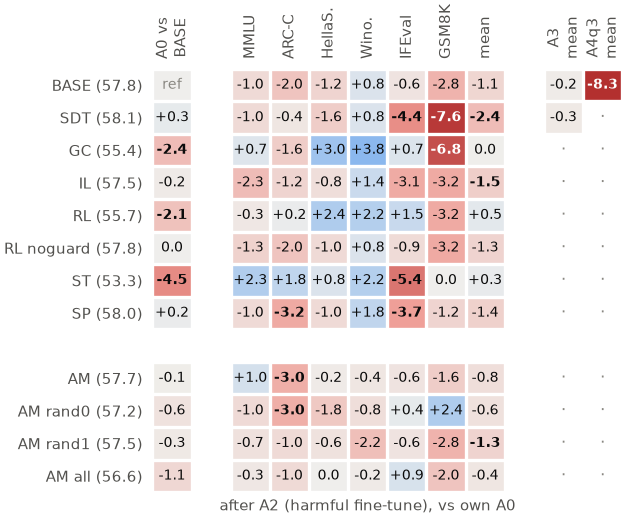 A0 vs BASE MMLU ARC-C HellaS. Wino. IFEval GSM8K mean A3 mean A4q3 mean
BASE (57.8) ref -1.0 -2.0 -1.2 +0.8 -0.6 -2.8 -1.1 -0.2 -8.3
SDT (58.1) +0.3 -1.0 -0.4 -1.6 +0.8 -4.4 -7.6 -2.4 -0.3 ·
GC (55.4) -2.4 +0.7 -1.6 +3.0 +3.8 +0.7 -6.8 0.0 · ·
IL (57.5) -0.2 -2.3 -1.2 -0.8 +1.4 -3.1 -3.2 -1.5 · ·
RL (55.7) -2.1 -0.3 +0.2 +2.4 +2.2 +1.5 -3.2 +0.5 · ·
RL noguard (57.8) 0.0 -1.3 -2.0 -1.0 +0.8 -0.9 -3.2 -1.3 · ·
ST (53.3) -4.5 +2.3 +1.8 +0.8 +2.2 -5.4 0.0 +0.3 · ·
SP (58.0) +0.2 -1.0 -3.2 -1.0 +1.8 -3.7 -1.2 -1.4 · ·
AM (57.7) -0.1 +1.0 -3.0 -0.2 -0.4 -0.6 -1.6 -0.8 · ·
AM rand0 (57.2) -0.6 -1.0 -3.0 -1.8 -0.8 +0.4 +2.4 -0.6 · ·
AM rand1 (57.5) -0.3 -0.7 -1.0 -0.6 -2.2 -0.6 -2.8 -1.3 · ·
AM all (56.6) -1.1 -0.3 -1.0 0.0 -0.2 +0.9 -2.0 -0.4 · ·
after A2 (harmful fine-tune), vs own A0